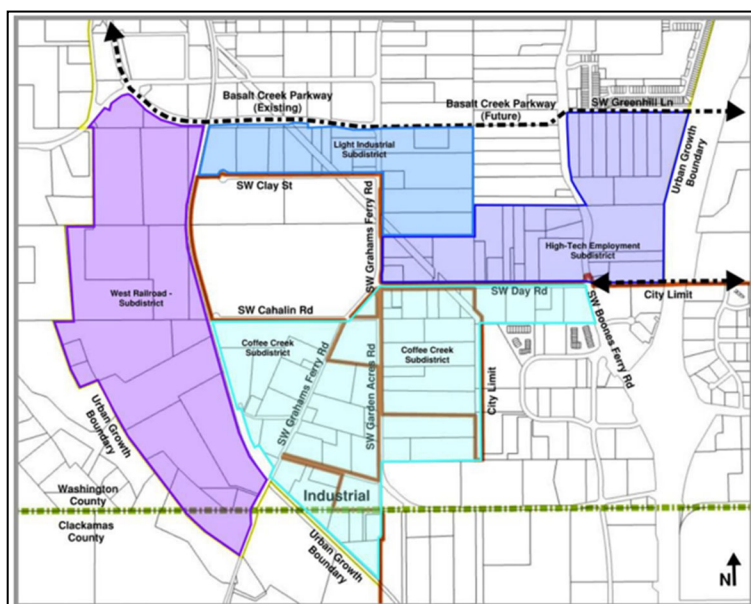 Basalt Creek Parkway
(Existing)
Basalt Creek Parkway
(Future)
SW Greenhill Ln
Light Industrial
Subdistrict
Urban Growth
Boundary
SW Clay St
SW Grahams Ferry Rd
High-Tech Employment
Subdistrict
West Railroad -
Subdistrict
SW Cahalin Rd
SW Day Rd
City Limit
SW Boones Ferry Rd
Coffee Creek
Subdistrict
SW Grahams Ferry Rd
SW Garden Acres Rd
Coffee Creek
Subdistrict
City Limit
Urban Growth
Boundary
Washington
County
Clackamas
County
Industrial
Urban Growth
Boundary
N